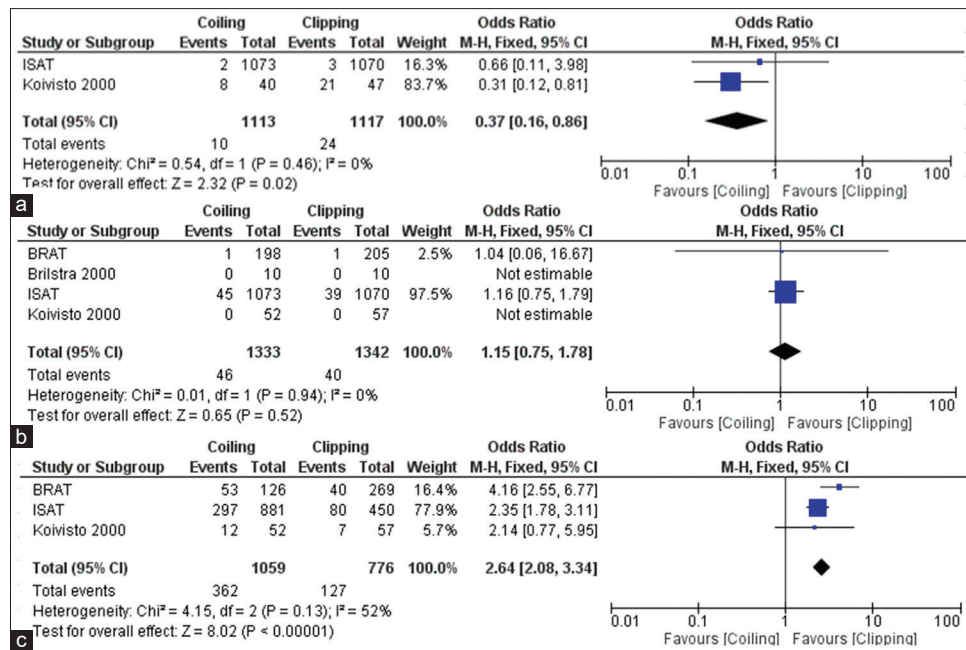 Coiling Clipping Odds Ratio Odds Ratio
Study or Subgroup Events Total Events Total Weight M-H, Fixed, 95% CI M-H, Fixed, 95% CI
ISAT 2 1073 3 1070 16.3% 0.66 [0.11, 3.98]
Koivisto 2000 8 40 21 47 83.7% 0.31 [0.12, 0.81]
Total (95% CI) 1113 1117 100.0% 0.37 [0.16, 0.86]
Total events 10 24
Heterogeneity: Chi² = 0.54, df = 1 (P = 0.46); I² = 0%
Test for overall effect: Z = 2.32 (P = 0.02)
0.01 0.1 1 10 100
Favours [Coiling] Favours [Clipping]
a
Coiling Clipping Odds Ratio Odds Ratio
Study or Subgroup Events Total Events Total Weight M-H, Fixed, 95% CI M-H, Fixed, 95% CI
BRAT 1 198 1 205 2.5% 1.04 [0.06, 16.67]
Brilstra 2000 0 10 0 10 Not estimable
ISAT 45 1073 39 1070 97.5% 1.16 [0.75, 1.79]
Koivisto 2000 0 52 0 57 Not estimable
Total (95% CI) 1333 1342 100.0% 1.15 [0.75, 1.78]
Total events 46 40
Heterogeneity: Chi² = 0.01, df = 1 (P = 0.94); I² = 0%
Test for overall effect: Z = 0.65 (P = 0.52)
0.01 0.1 1 10 100
Favours [Coiling] Favours [Clipping]
b
Coiling Clipping Odds Ratio Odds Ratio
Study or Subgroup Events Total Events Total Weight M-H, Fixed, 95% CI M-H, Fixed, 95% CI
BRAT 53 126 40 269 16.4% 4.16 [2.55, 6.77]
ISAT 297 881 80 450 77.9% 2.35 [1.78, 3.11]
Koivisto 2000 12 52 7 57 5.7% 2.14 [0.77, 5.95]
Total (95% CI) 1059 776 100.0% 2.64 [2.08, 3.34]
Total events 362 127
Heterogeneity: Chi² = 4.15, df = 2 (P = 0.13); I² = 52%
Test for overall effect: Z = 8.02 (P < 0.00001)
0.01 0.1 1 10 100
Favours [Coiling] Favours [Clipping]
c